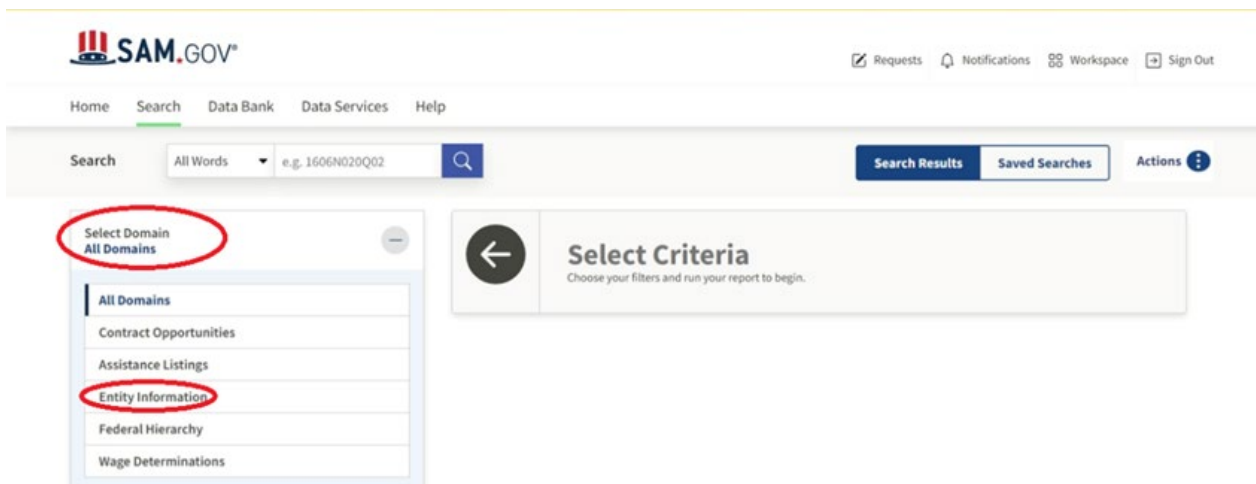 SAM.GOV®
Requests Notifications Workspace Sign Out
Home Search Data Bank Data Services Help
Search All Words e.g. 1606N020Q02 Search Results Saved Searches Actions
Select Domain
All Domains
All Domains
Contract Opportunities
Assistance Listings
Entity Information
Federal Hierarchy
Wage Determinations
Select Criteria
Choose your filters and run your report to begin.